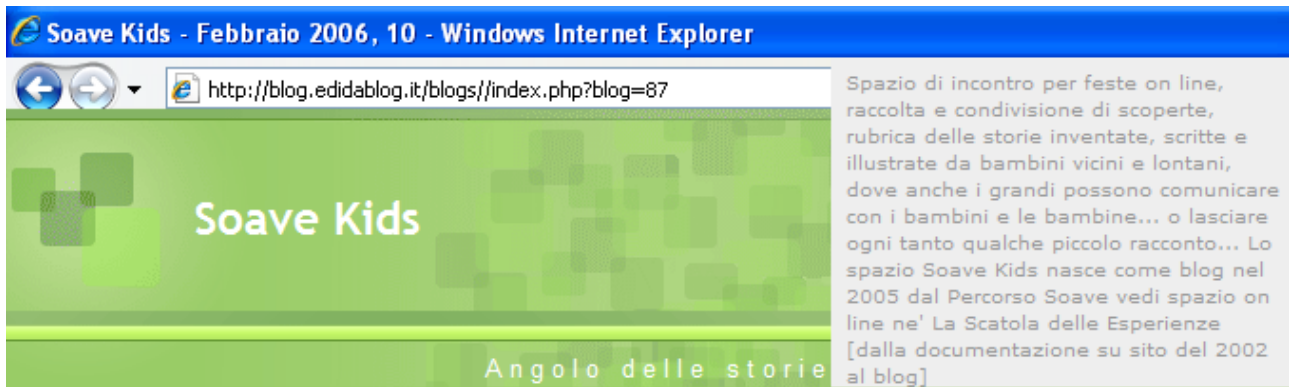 Soave Kids - Febbraio 2006, 10 - Windows Internet Explorer
http://blog.edidablog.it/blogs//index.php?blog=87
Soave Kids
Angolo delle storie
Spazio di incontro per feste on line,
raccolta e condivisione di scoperte,
rubrica delle storie inventate, scritte e
illustrate da bambini vicini e lontani,
dove anche i grandi possono comunicare
con i bambini e le bambine... o lasciare
ogni tanto qualche piccolo racconto... Lo
spazio Soave Kids nasce come blog nel
2005 dal Percorso Soave vedi spazio on
line ne' La Scatola delle Esperienze
[dalla documentazione su sito del 2002
al blog]